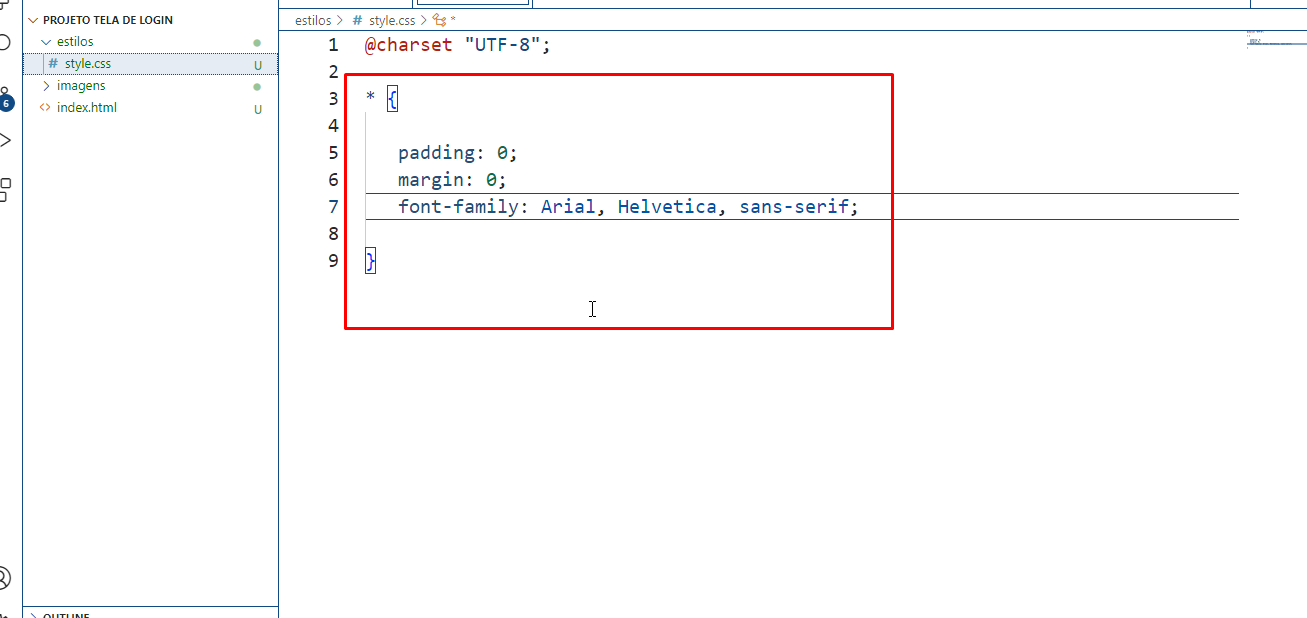 PROJETO TELA DE LOGIN
estilos
# style.css U
imagens
<> index.html U
6
estilos > # style.css > *
1 @charset "UTF-8";
2
3 * {
4
5 padding: 0;
6 margin: 0;
7 font-family: Arial, Helvetica, sans-serif;
8
9 }
OUTLINE